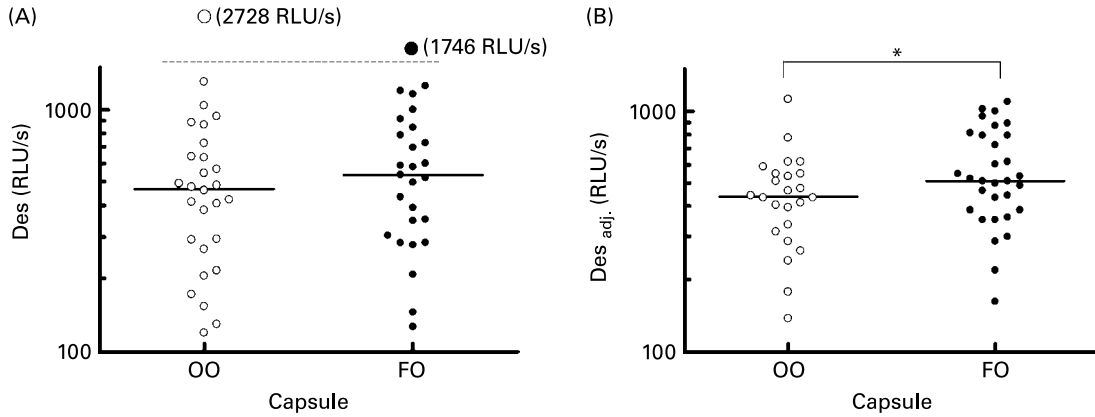 (A)
(2728 RLU/s)
(1746 RLU/s)
Des (RLU/s)
1000
100
OO
FO
Capsule
(B)
*
Des adj. (RLU/s)
1000
100
OO
FO
Capsule